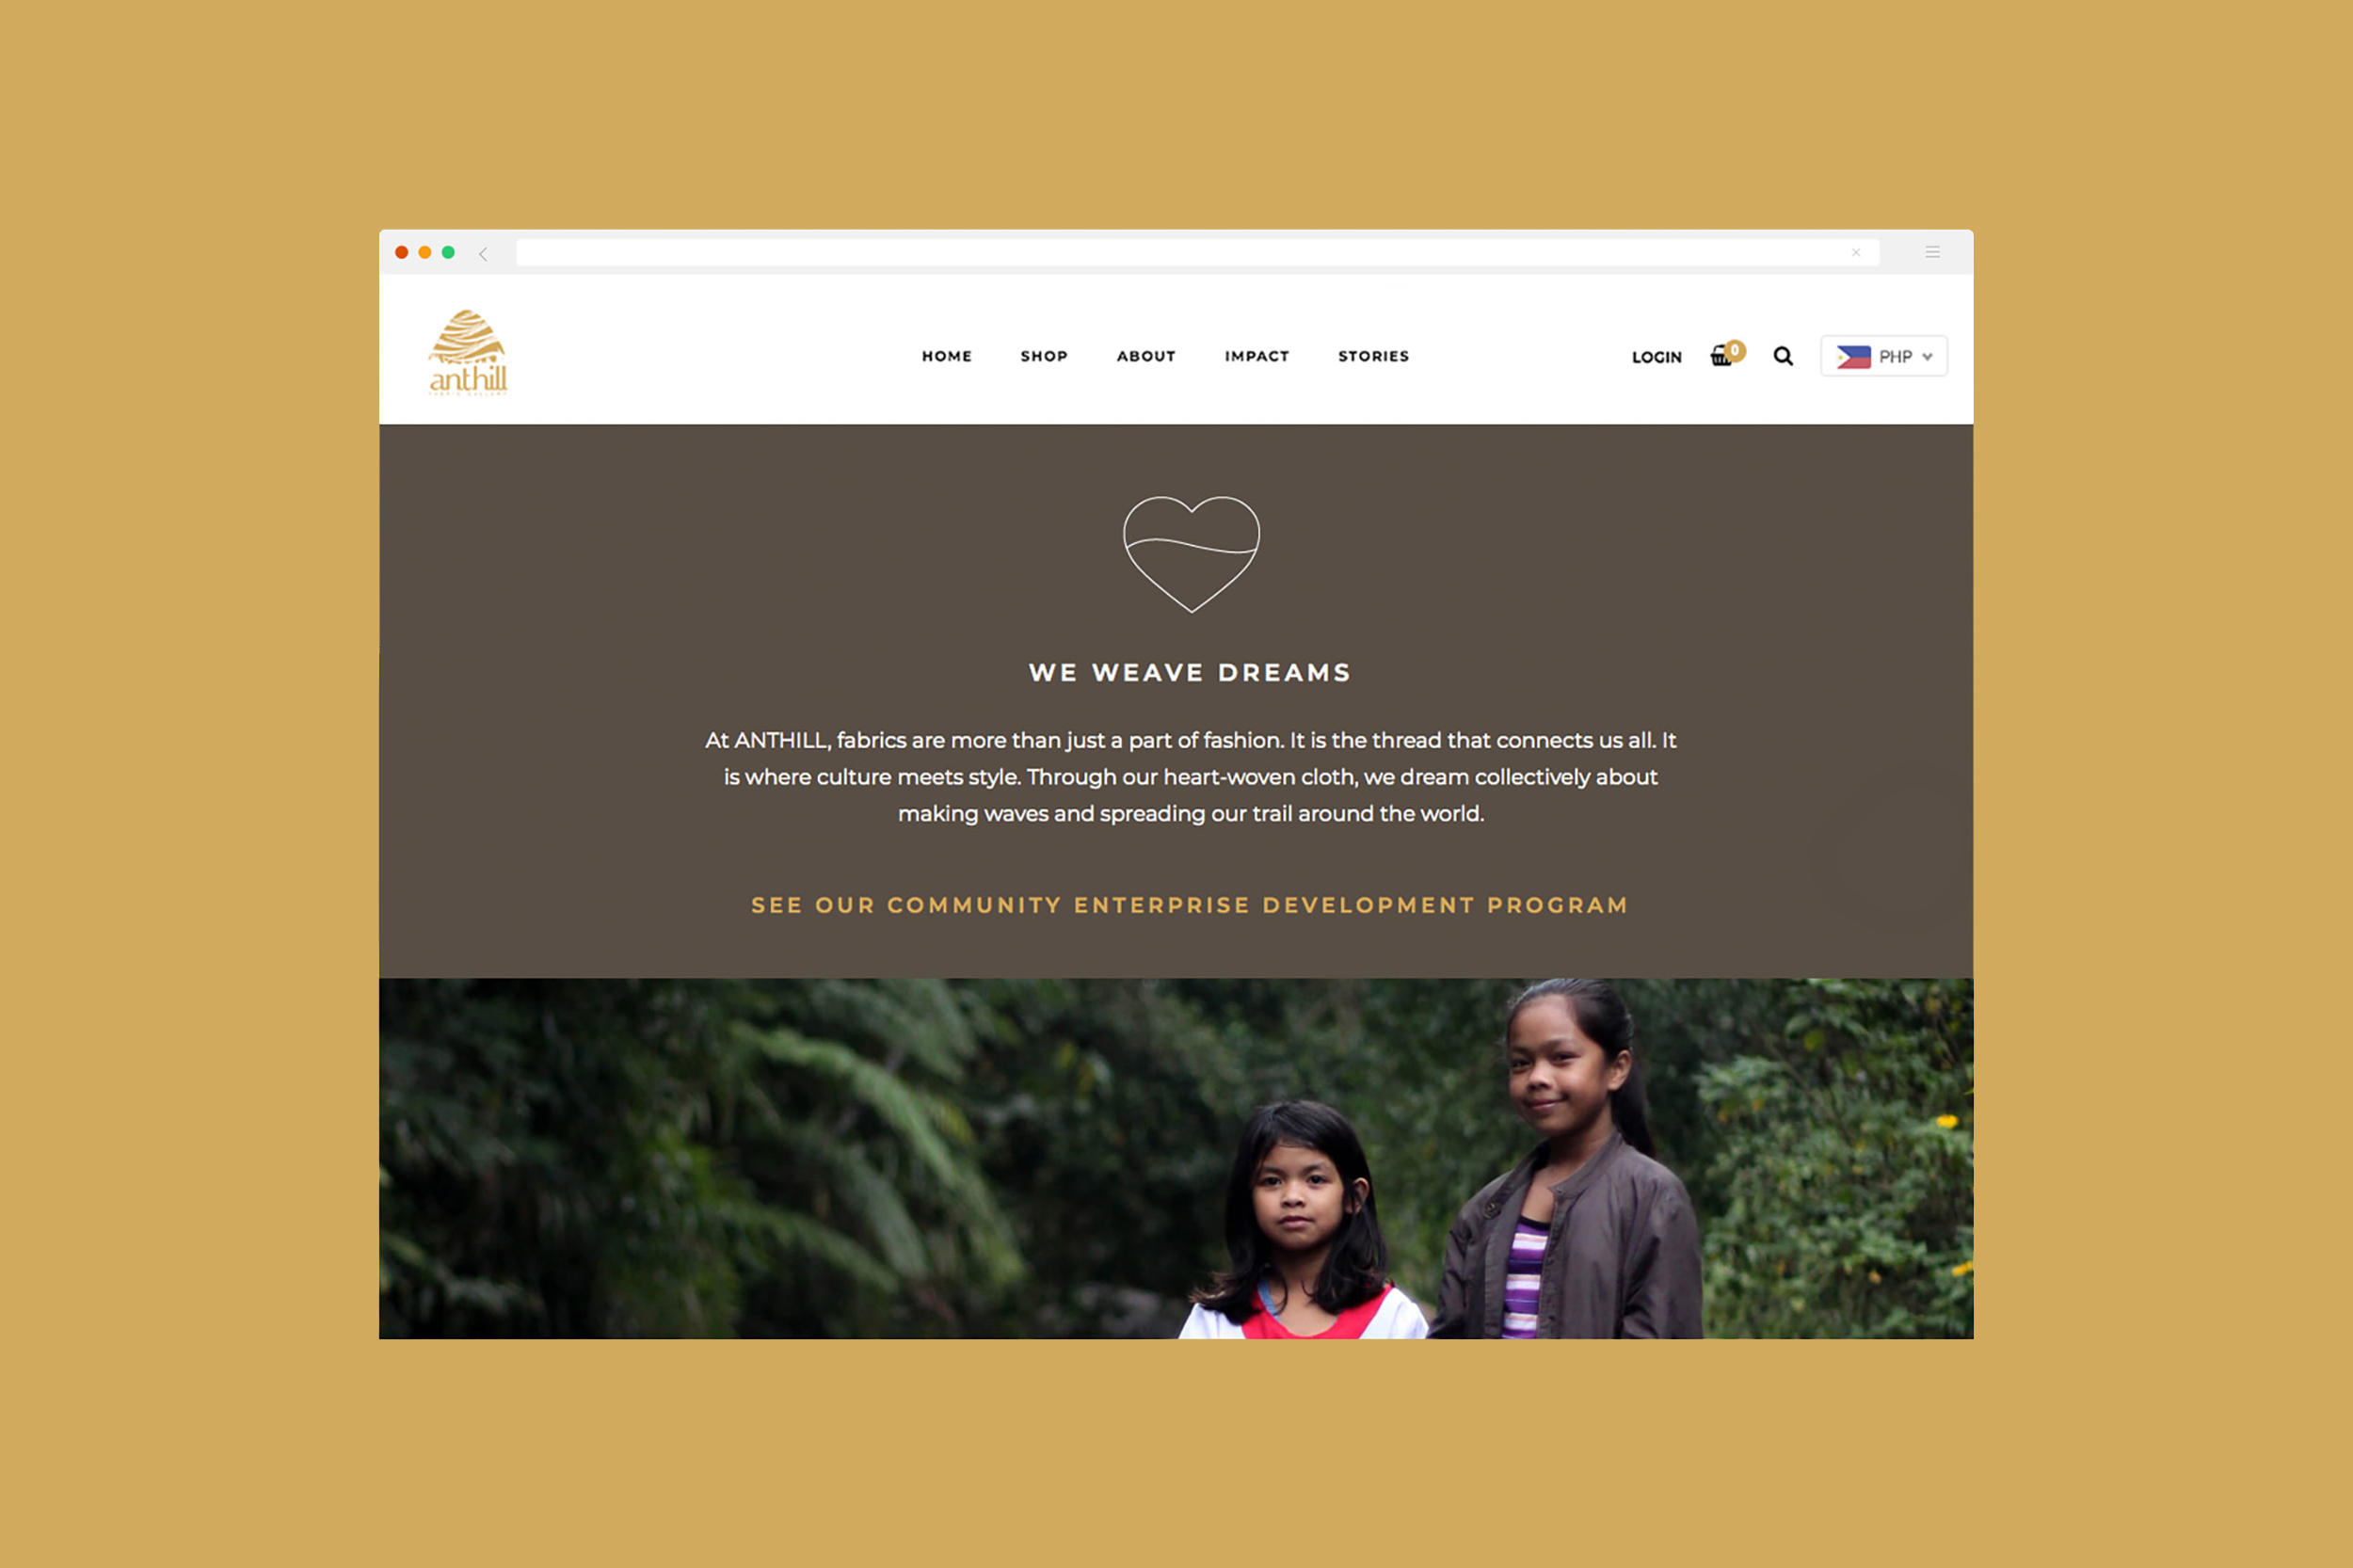 anthill
FABRIC GALLERY
HOME SHOP ABOUT IMPACT STORIES LOGIN 0 PHP
WE WEAVE DREAMS
At ANTHILL, fabrics are more than just a part of fashion. It is the thread that connects us all. It
is where culture meets style. Through our heart-woven cloth, we dream collectively about
making waves and spreading our trail around the world.
SEE OUR COMMUNITY ENTERPRISE DEVELOPMENT PROGRAM